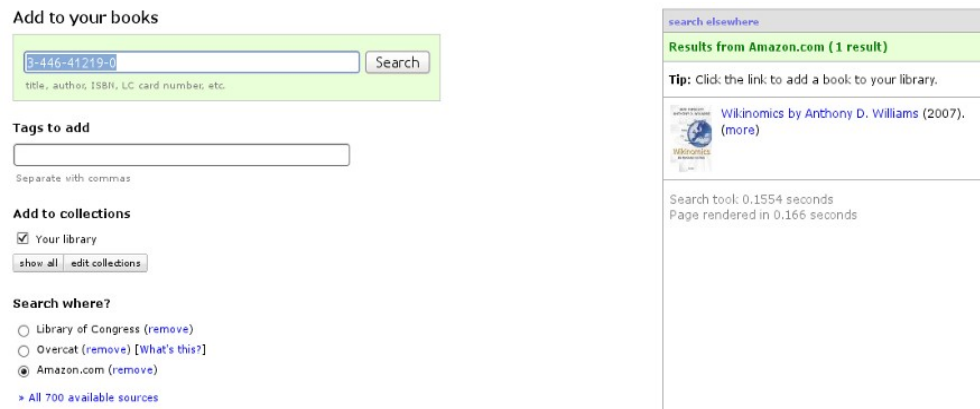 Add to your books
3-446-41219-0
Search
title, author, ISBN, LC card number, etc.
Tags to add
Separate with commas
Add to collections
Your library
show all
edit collections
Search where?
Library of Congress (remove)
Overcat (remove) [What's this?]
Amazon.com (remove)
» All 700 available sources
search elsewhere
Results from Amazon.com (1 result)
Tip: Click the link to add a book to your library.
Wikinomics
Wikinomics by Anthony D. Williams (2007).
(more)
Search took 0.1554 seconds
Page rendered in 0.166 seconds